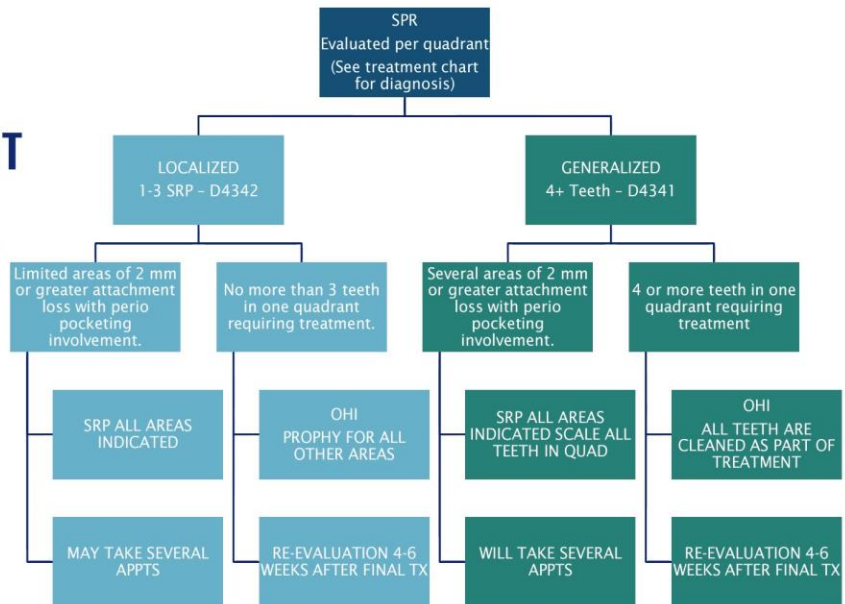 SPR
Evaluated per quadrant
(See treatment chart
for diagnosis)
T
LOCALIZED
1-3 SRP – D4342
GENERALIZED
4+ Teeth – D4341
Limited areas of 2 mm
or greater attachment
loss with perio
pocketing
involvement.
No more than 3 teeth
in one quadrant
requiring treatment.
Several areas of 2 mm
or greater attachment
loss with perio
pocketing
involvement.
4 or more teeth in one
quadrant requiring
treatment
SRP ALL AREAS
INDICATED
OHI
PROPHY FOR ALL
OTHER AREAS
SRP ALL AREAS
INDICATED SCALE ALL
TEETH IN QUAD
OHI
ALL TEETH ARE
CLEANED AS PART OF
TREATMENT
MAY TAKE SEVERAL
APPTS
RE-EVALUATION 4-6
WEEKS AFTER FINAL TX
WILL TAKE SEVERAL
APPTS
RE-EVALUATION 4-6
WEEKS AFTER FINAL TX